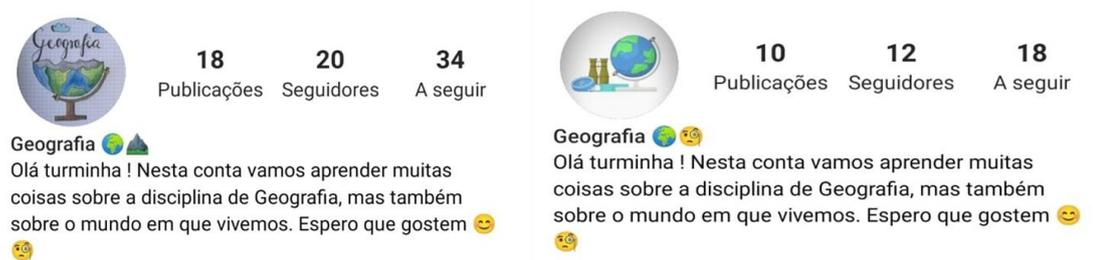 Geografia
18 20 34
Publicações Seguidores A seguir
Geografia 🌍⛰️
Olá turminha ! Nesta conta vamos aprender muitas
coisas sobre a disciplina de Geografia, mas também
sobre o mundo em que vivemos. Espero que gostem 😊
🧐
10 12 18
Publicações Seguidores A seguir
Geografia 🌍🧐
Olá turminha ! Nesta conta vamos aprender muitas
coisas sobre a disciplina de Geografia, mas também
sobre o mundo em que vivemos. Espero que gostem 😊
🧐